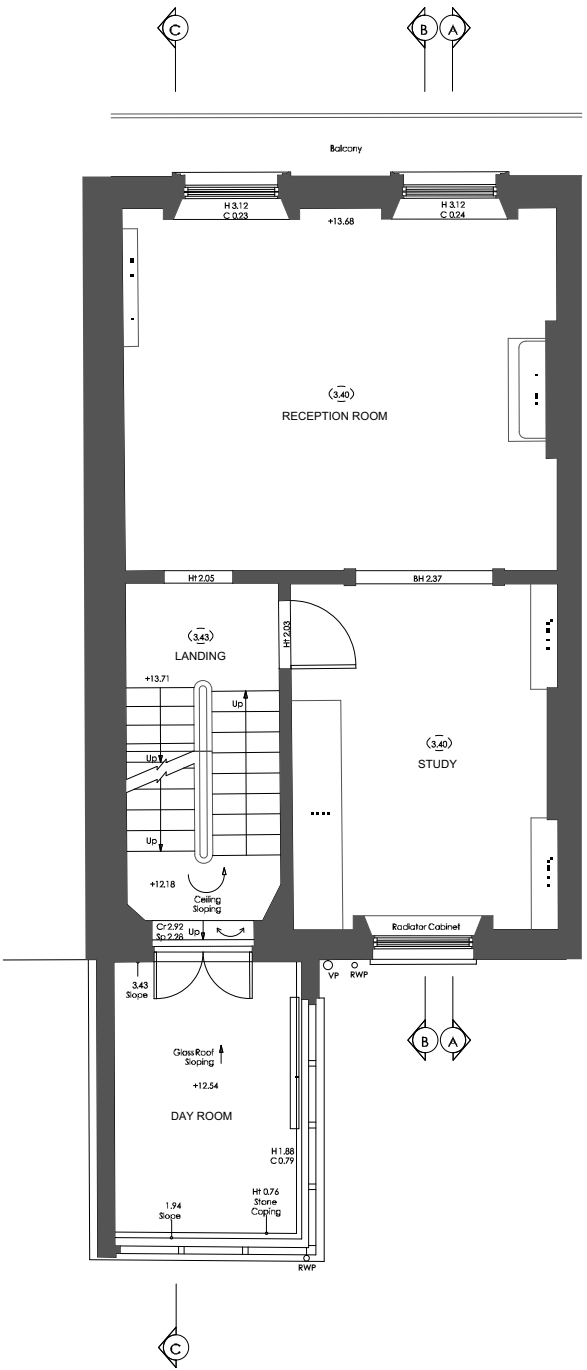 C
B
A
Balcony
H 3.12
C 0.23
H 3.12
C 0.24
+13.68
3.40
RECEPTION ROOM
Ht 2.05
BH 2.37
Ht 2.03
3.43
LANDING
+13.71
Up
Up
Up
3.40
STUDY
+12.18
Ceiling
Sloping
Cr 2.92
Sp 2.28
Up
Radiator Cabinet
3.43
Slope
VP
RWP
B
A
Glass Roof
Sloping
+12.54
DAY ROOM
H 1.88
C 0.79
1.94
Slope
Ht 0.76
Stone
Coping
RWP
C